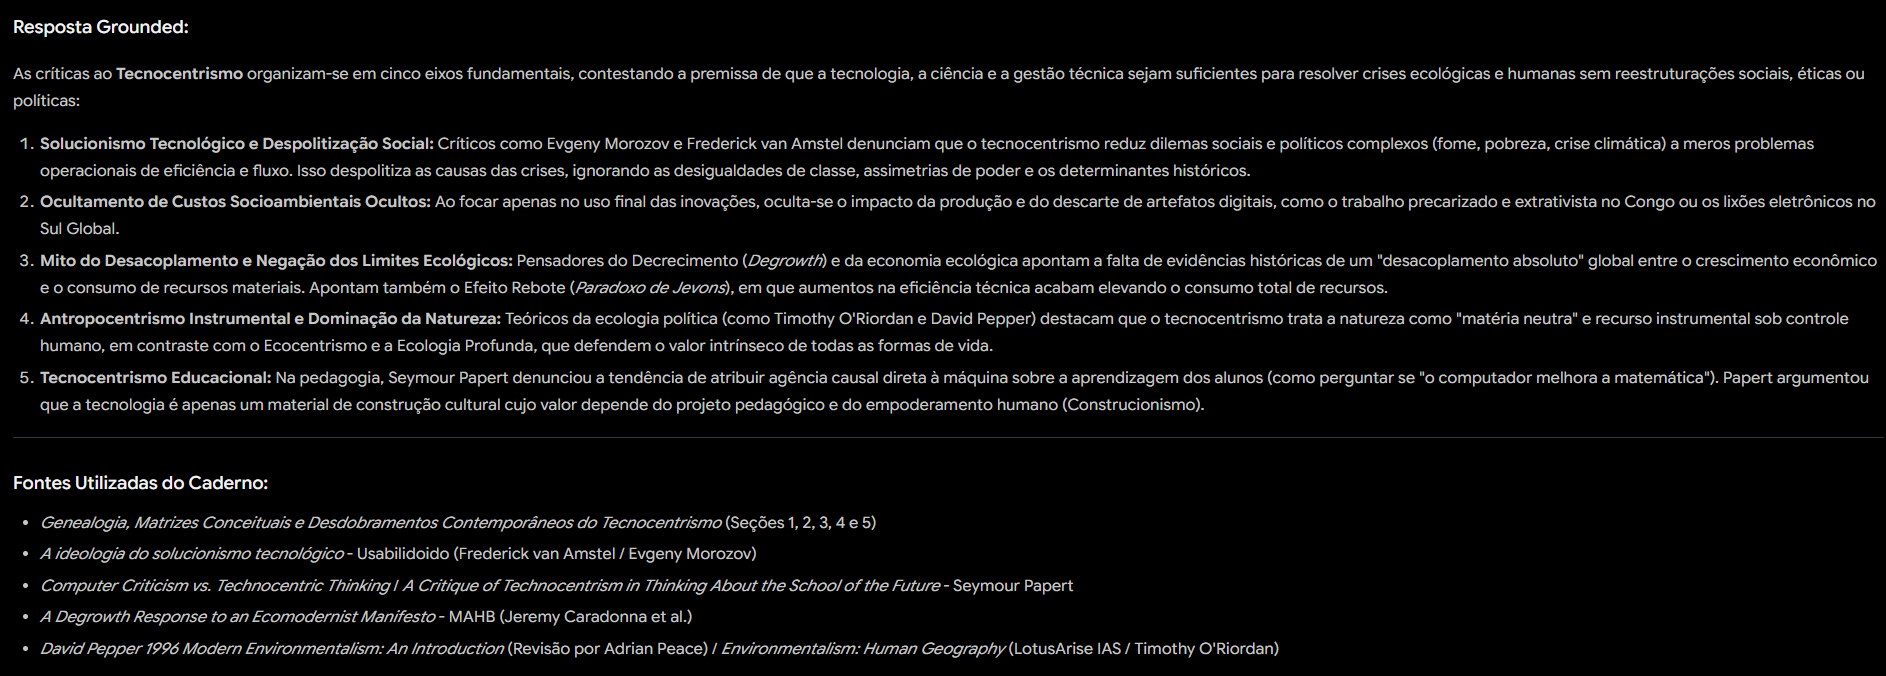 Resposta Grounded:
As críticas ao Tecnocentrismo organizam-se em cinco eixos fundamentais, contestando a premissa de que a tecnologia, a ciência e a gestão técnica sejam suficientes para resolver crises ecológicas e humanas sem reestruturações sociais, éticas ou
políticas:
1. Solucionismo Tecnológico e Despolitização Social: Críticos como Evgeny Morozov e Frederick van Amstel denunciam que o tecnocentrismo reduz dilemas sociais e políticos complexos (fome, pobreza, crise climática) a meros problemas
operacionais de eficiência e fluxo. Isso despolitiza as causas das crises, ignorando as desigualdades de classe, assimetrias de poder e os determinantes históricos.
2. Ocultamento de Custos Socioambientais Ocultos: Ao focar apenas no uso final das inovações, oculta-se o impacto da produção e do descarte de artefatos digitais, como o trabalho precarizado e extrativista no Congo ou os lixões eletrônicos no
Sul Global.
3. Mito do Desacoplamento e Negação dos Limites Ecológicos: Pensadores do Decrecimento (Degrowth) e da economia ecológica apontam a falta de evidências históricas de um "desacoplamento absoluto" global entre o crescimento econômico
e o consumo de recursos materiais. Apontam também o Efeito Rebote (Paradoxo de Jevons), em que aumentos na eficiência técnica acabam elevando o consumo total de recursos.
4. Antropocentrismo Instrumental e Dominação da Natureza: Teóricos da ecologia política (como Timothy O'Riordan e David Pepper) destacam que o tecnocentrismo trata a natureza como "matéria neutra" e recurso instrumental sob controle
humano, em contraste com o Ecocentrismo e a Ecologia Profunda, que defendem o valor intrínseco de todas as formas de vida.
5. Tecnocentrismo Educacional: Na pedagogia, Seymour Papert denunciou a tendência de atribuir agência causal direta à máquina sobre a aprendizagem dos alunos (como perguntar se "o computador melhora a matemática"). Papert argumentou
que a tecnologia é apenas um material de construção cultural cujo valor depende do projeto pedagógico e do empoderamento humano (Construcionismo).
Fontes Utilizadas do Caderno:
• Genealogia, Matrizes Conceituais e Desdobramentos Contemporâneos do Tecnocentrismo (Seções 1, 2, 3, 4 e 5)
• A ideologia do solucionismo tecnológico - Usabilidoido (Frederick van Amstel / Evgeny Morozov)
• Computer Criticism vs. Technocentric Thinking | A Critique of Technocentrism in Thinking About the School of the Future - Seymour Papert
• A Degrowth Response to an Ecomodernist Manifesto - MAHB (Jeremy Caradonna et al.)
• David Pepper 1996 Modern Environmentalism: An Introduction (Revisão por Adrian Peace) / Environmentalism: Human Geography (LotusArise IAS / Timothy O'Riordan)